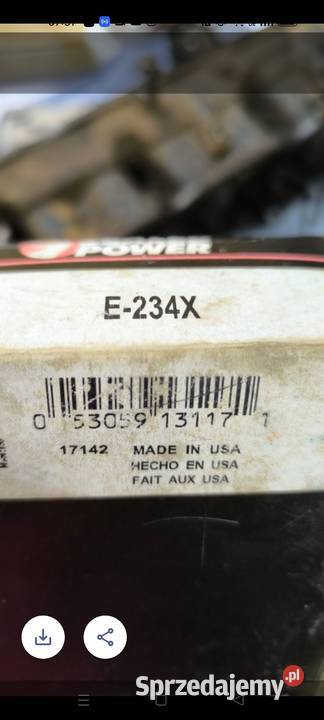 POWER
E-234X
0 53059 13117 1
17142 MADE IN USA
HECHO EN USA
FAIT AUX USA
Sprzedajemy.pl